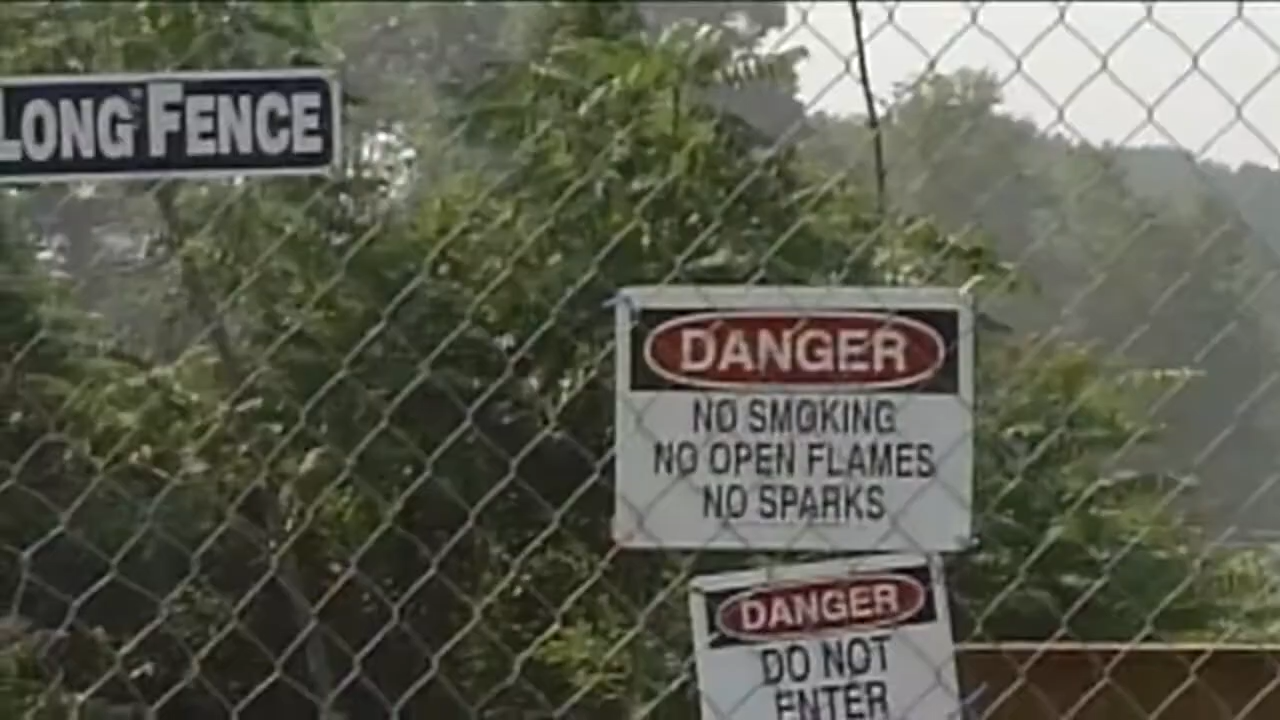 LONG FENCE
DANGER
NO SMOKING
NO OPEN FLAMES
NO SPARKS
DANGER
DO NOT
ENTER